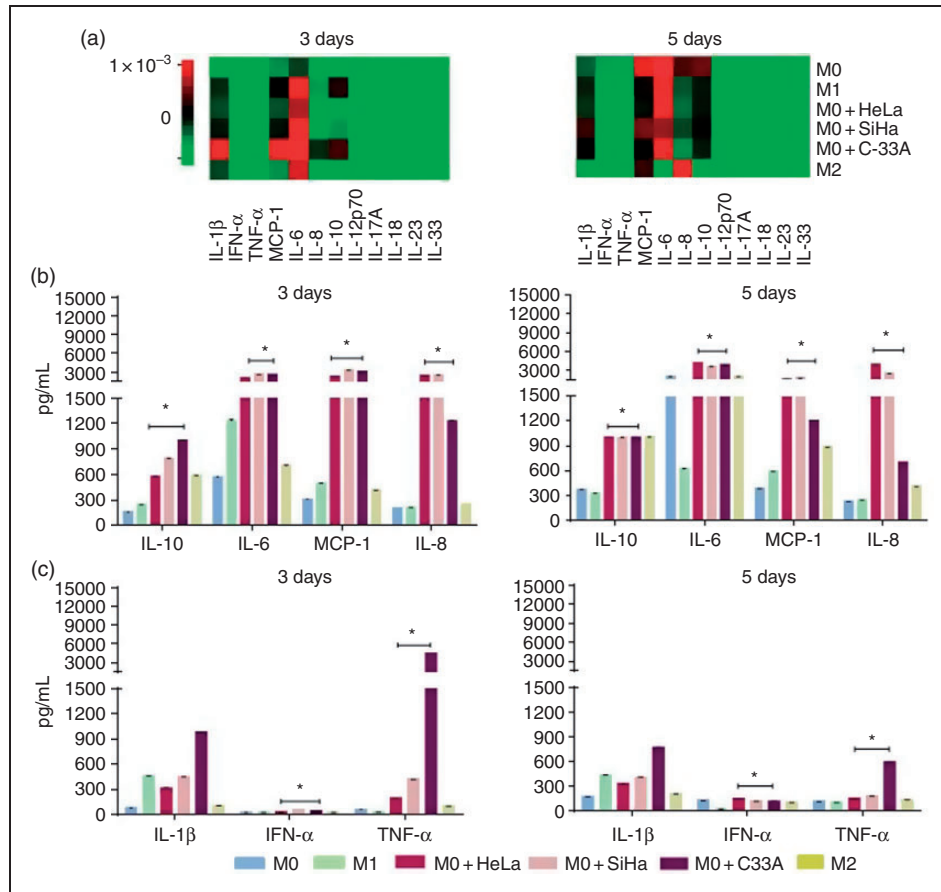 (a)
3 days
5 days
1 × 10⁻³
0
M0
M1
M0 + HeLa
M0 + SiHa
M0 + C-33A
M2
IL-1β
IFN-α
TNF-α
MCP-1
IL-6
IL-8
IL-10
IL-12p70
IL-17A
IL-18
IL-23
IL-33
IL-1β
IFN-α
TNF-α
MCP-1
IL-6
IL-8
IL-10
IL-12p70
IL-17A
IL-18
IL-23
IL-33
(b)
3 days
5 days
pg/mL
15000
12000
9000
6000
3000
1500
1200
900
600
300
0
* * * *
IL-10 IL-6 MCP-1 IL-8
15000
12000
9000
6000
3000
1500
1200
900
600
300
0
* * * *
IL-10 IL-6 MCP-1 IL-8
(c)
3 days
5 days
pg/mL
15000
12000
9000
6000
3000
1500
1200
900
600
300
0
* *
IL-1β IFN-α TNF-α
15000
12000
9000
6000
3000
1500
1200
900
600
300
0
* *
IL-1β IFN-α TNF-α
M0 M1 M0 + HeLa M0 + SiHa M0 + C33A M2